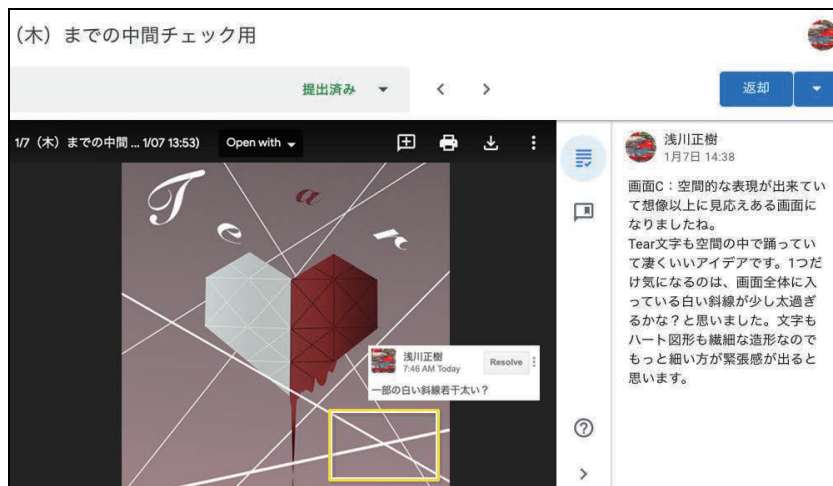 （木）までの中間チェック用
提出済み
返却
1/7（木）までの中間 ... 1/07 13:53)
Open with
浅川正樹
1月7日 14:38
画面C：空間的な表現が出来てい
て想像以上に見応えある画面に
なりましたね。
Tear文字も空間の中で踊ってい
て凄くいいアイデアです。1つだ
け気になるのは、画面全体に入
っている白い斜線が少し太過ぎ
るかな？と思いました。文字も
ハート図形も繊細な造形なので
もっと細い方が緊張感が出ると
思います。
Tear
浅川正樹
7:46 AM Today
Resolve
一部の白い斜線若干太い？